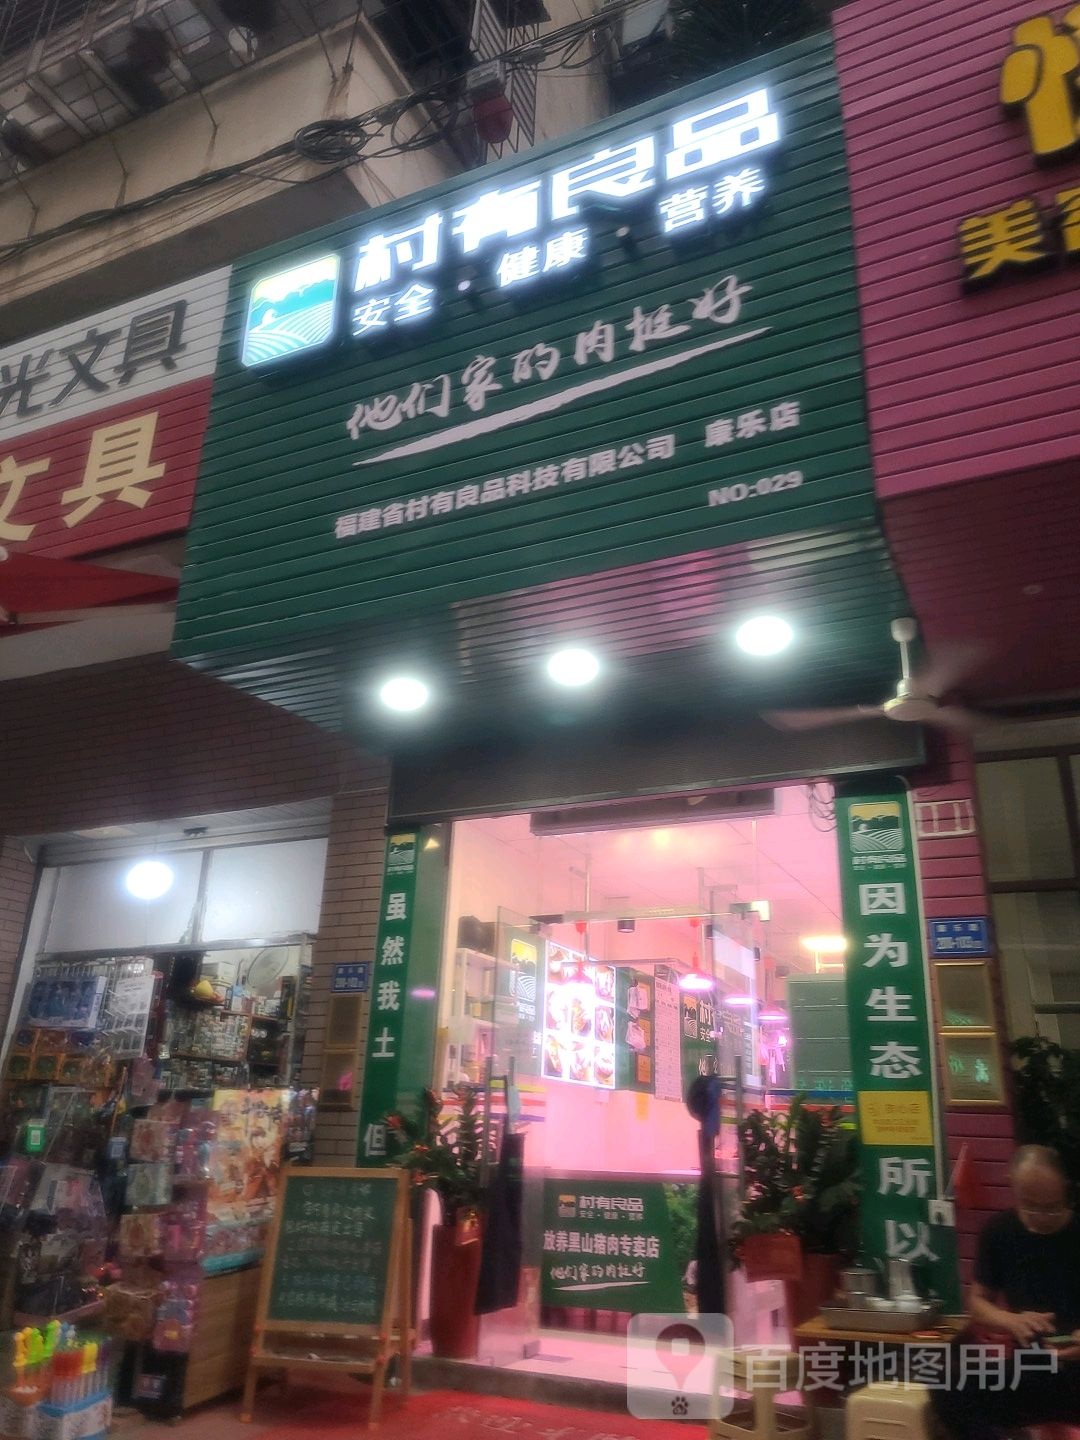 村有良品
安全·健康·营养
他们家的肉挺好
福建省村有良品科技有限公司 康乐店
NO:029
光文具
文具
美
虽然我土
但
村有良品
因为生态
所以
村有良品
安全·健康·营养
放养黑山猪肉专卖店
他们家的肉挺好
百度地图用户